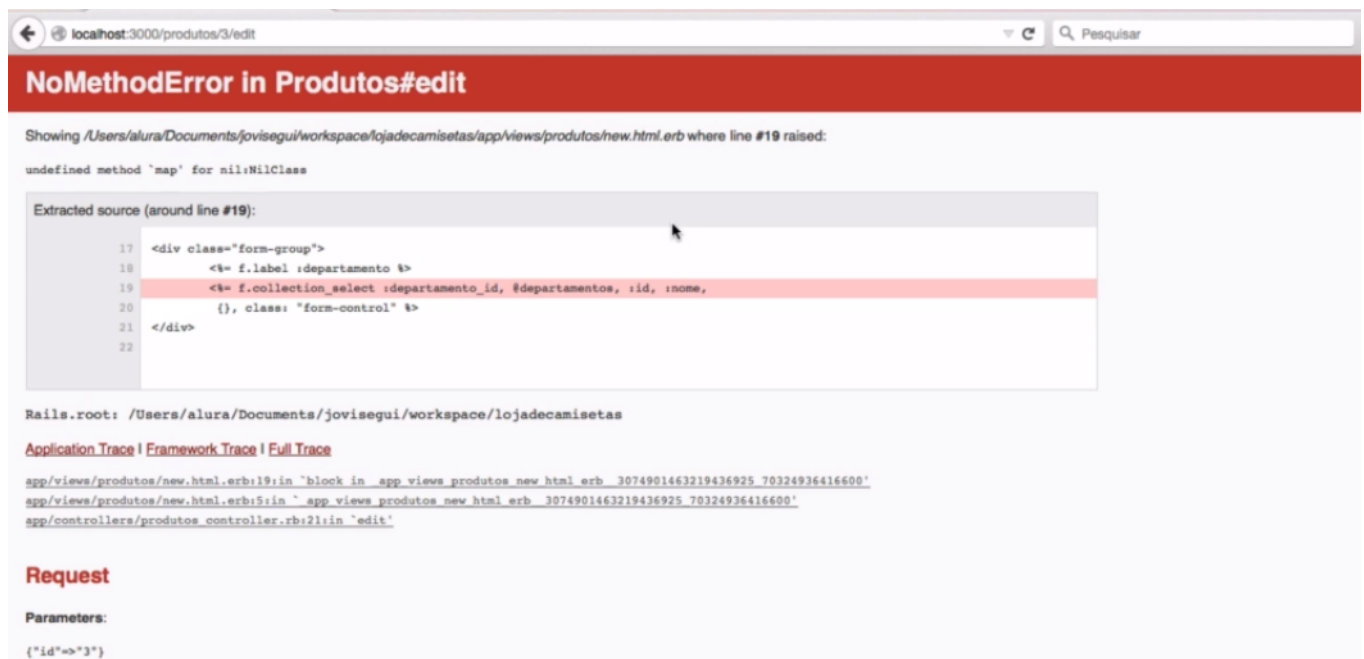 localhost:3000/produtos/3/edit
Pesquisar
NoMethodError in Produtos#edit
Showing /Users/alura/Documents/jovisegui/workspace/lojadecamisetas/app/views/produtos/new.html.erb where line #19 raised:
undefined method `map' for nil:NilClass
Extracted source (around line #19):
17 <div class="form-group">
18 <%= f.label :departamento %>
19 <%= f.collection_select :departamento_id, @departamentos, :id, :nome,
20 {}, class: "form-control" %>
21 </div>
22
Rails.root: /Users/alura/Documents/jovisegui/workspace/lojadecamisetas
Application Trace | Framework Trace | Full Trace
app/views/produtos/new.html.erb:19:in `block in _app_views_produtos_new_html_erb__3074901463219436925_70324936416600'
app/views/produtos/new.html.erb:5:in `_app_views_produtos_new_html_erb__3074901463219436925_70324936416600'
app/controllers/produtos_controller.rb:21:in `edit'
Request
Parameters:
{"id"=>"3"}